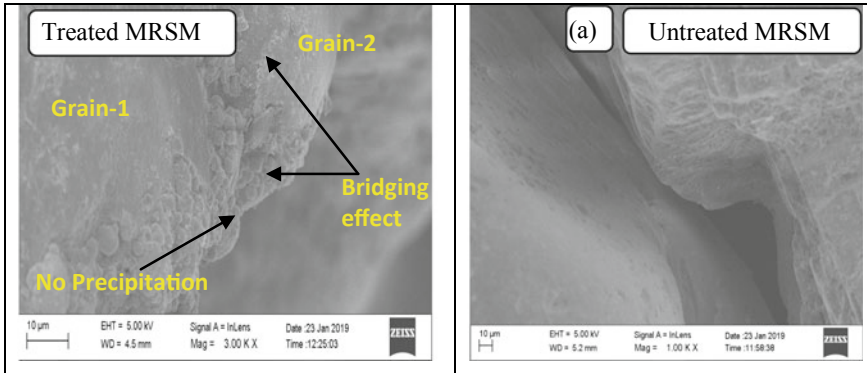 Treated MRSM
Grain-2
Grain-1
Bridging
effect
No Precipitation
10 µm
EHT = 5.00 kV
Signal A = InLens
Date :23 Jan 2019
WD = 4.5 mm
Mag = 3.00 K X
Time :12:25:03
ZEISS
(a)
Untreated MRSM
10 µm
EHT = 5.00 kV
Signal A = InLens
Date :23 Jan 2019
WD = 5.2 mm
Mag = 1.00 K X
Time :11:58:38
ZEISS